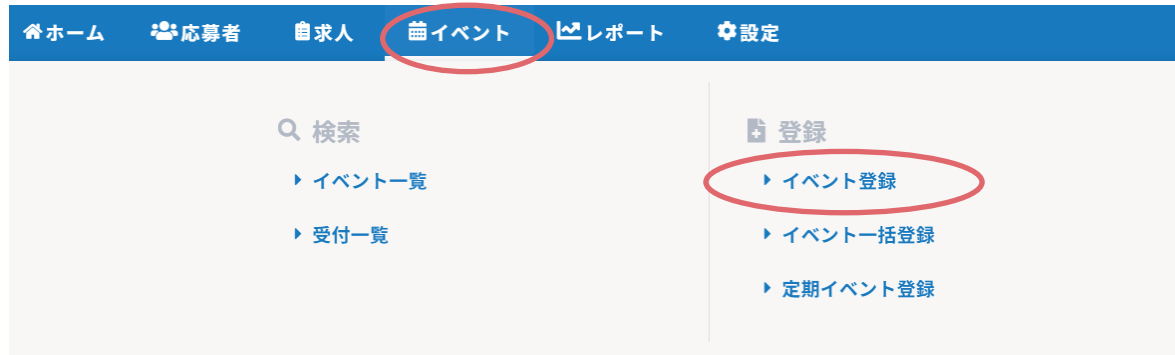 ホーム 応募者 求人 イベント レポート 設定
検索
イベント一覧
受付一覧
登録
イベント登録
イベント一括登録
定期イベント登録